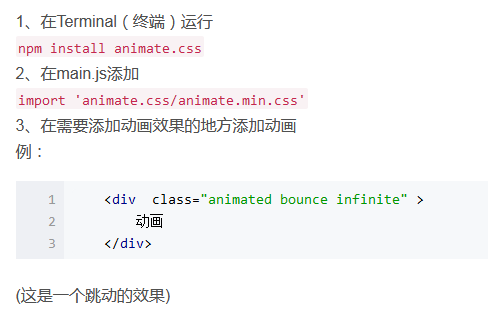 1、在Terminal（终端）运行
npm install animate.css
2、在main.js添加
import 'animate.css/animate.min.css'
3、在需要添加动画效果的地方添加动画
例：
1 <div  class="animated bounce infinite" >
2 动画
3 </div>
(这是一个跳动的效果)